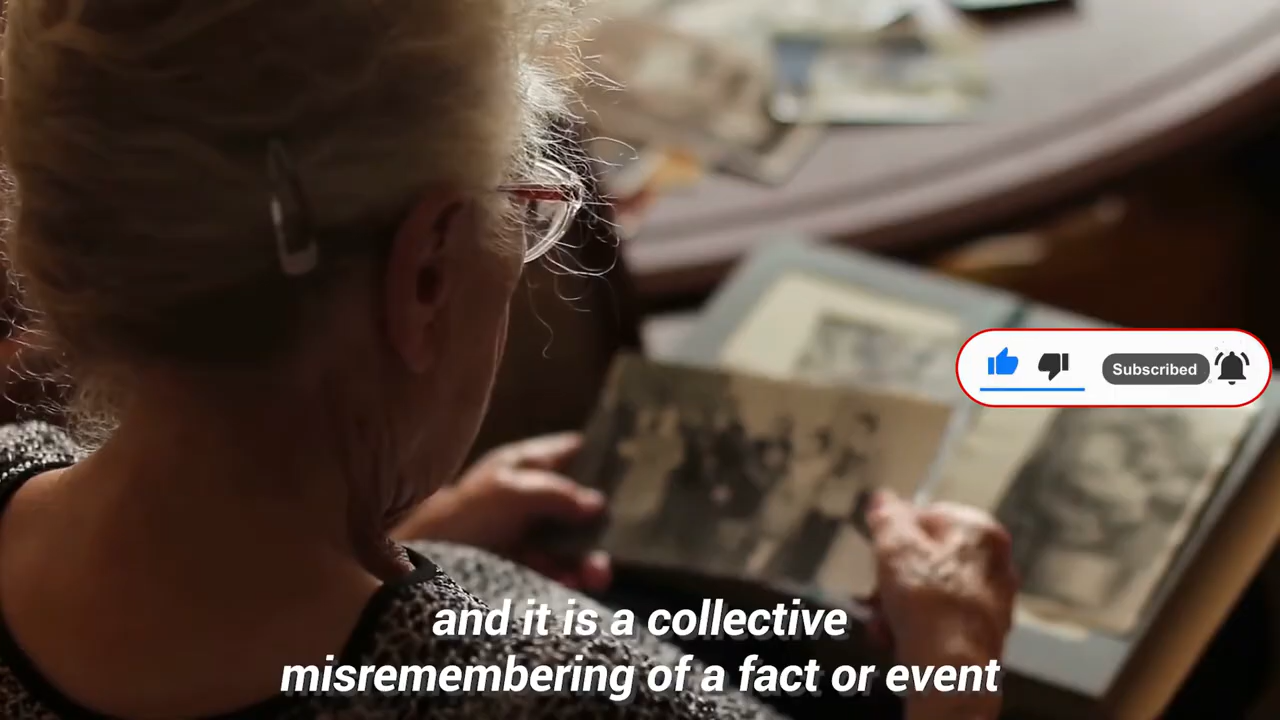 Subscribed
and it is a collective
misremembering of a fact or event